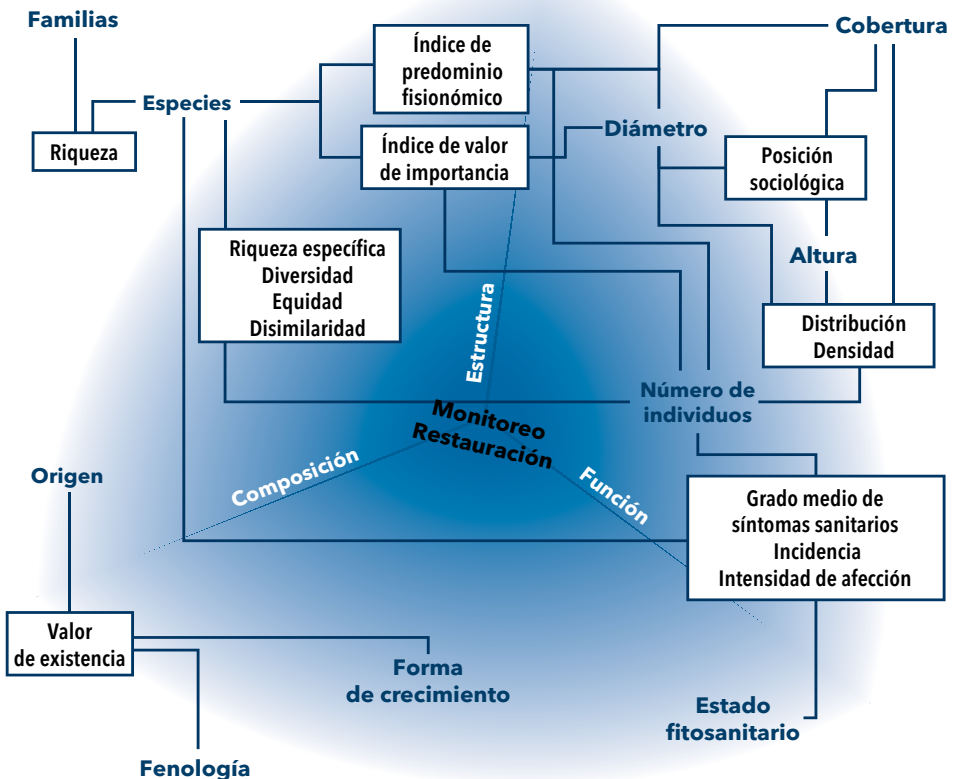 Familias
Índice de
predominio
fisionómico
Cobertura
Especies
Riqueza
Índice de valor
de importancia
Diámetro
Posición
sociológica
Riqueza específica
Diversidad
Equidad
Disimilaridad
Altura
Estructura
Distribución
Densidad
Número de
individuos
Monitoreo
Restauración
Composición
Función
Origen
Grado medio de
síntomas sanitarios
Incidencia
Intensidad de afección
Valor
de existencia
Forma
de crecimiento
Estado
fitosanitario
Fenología